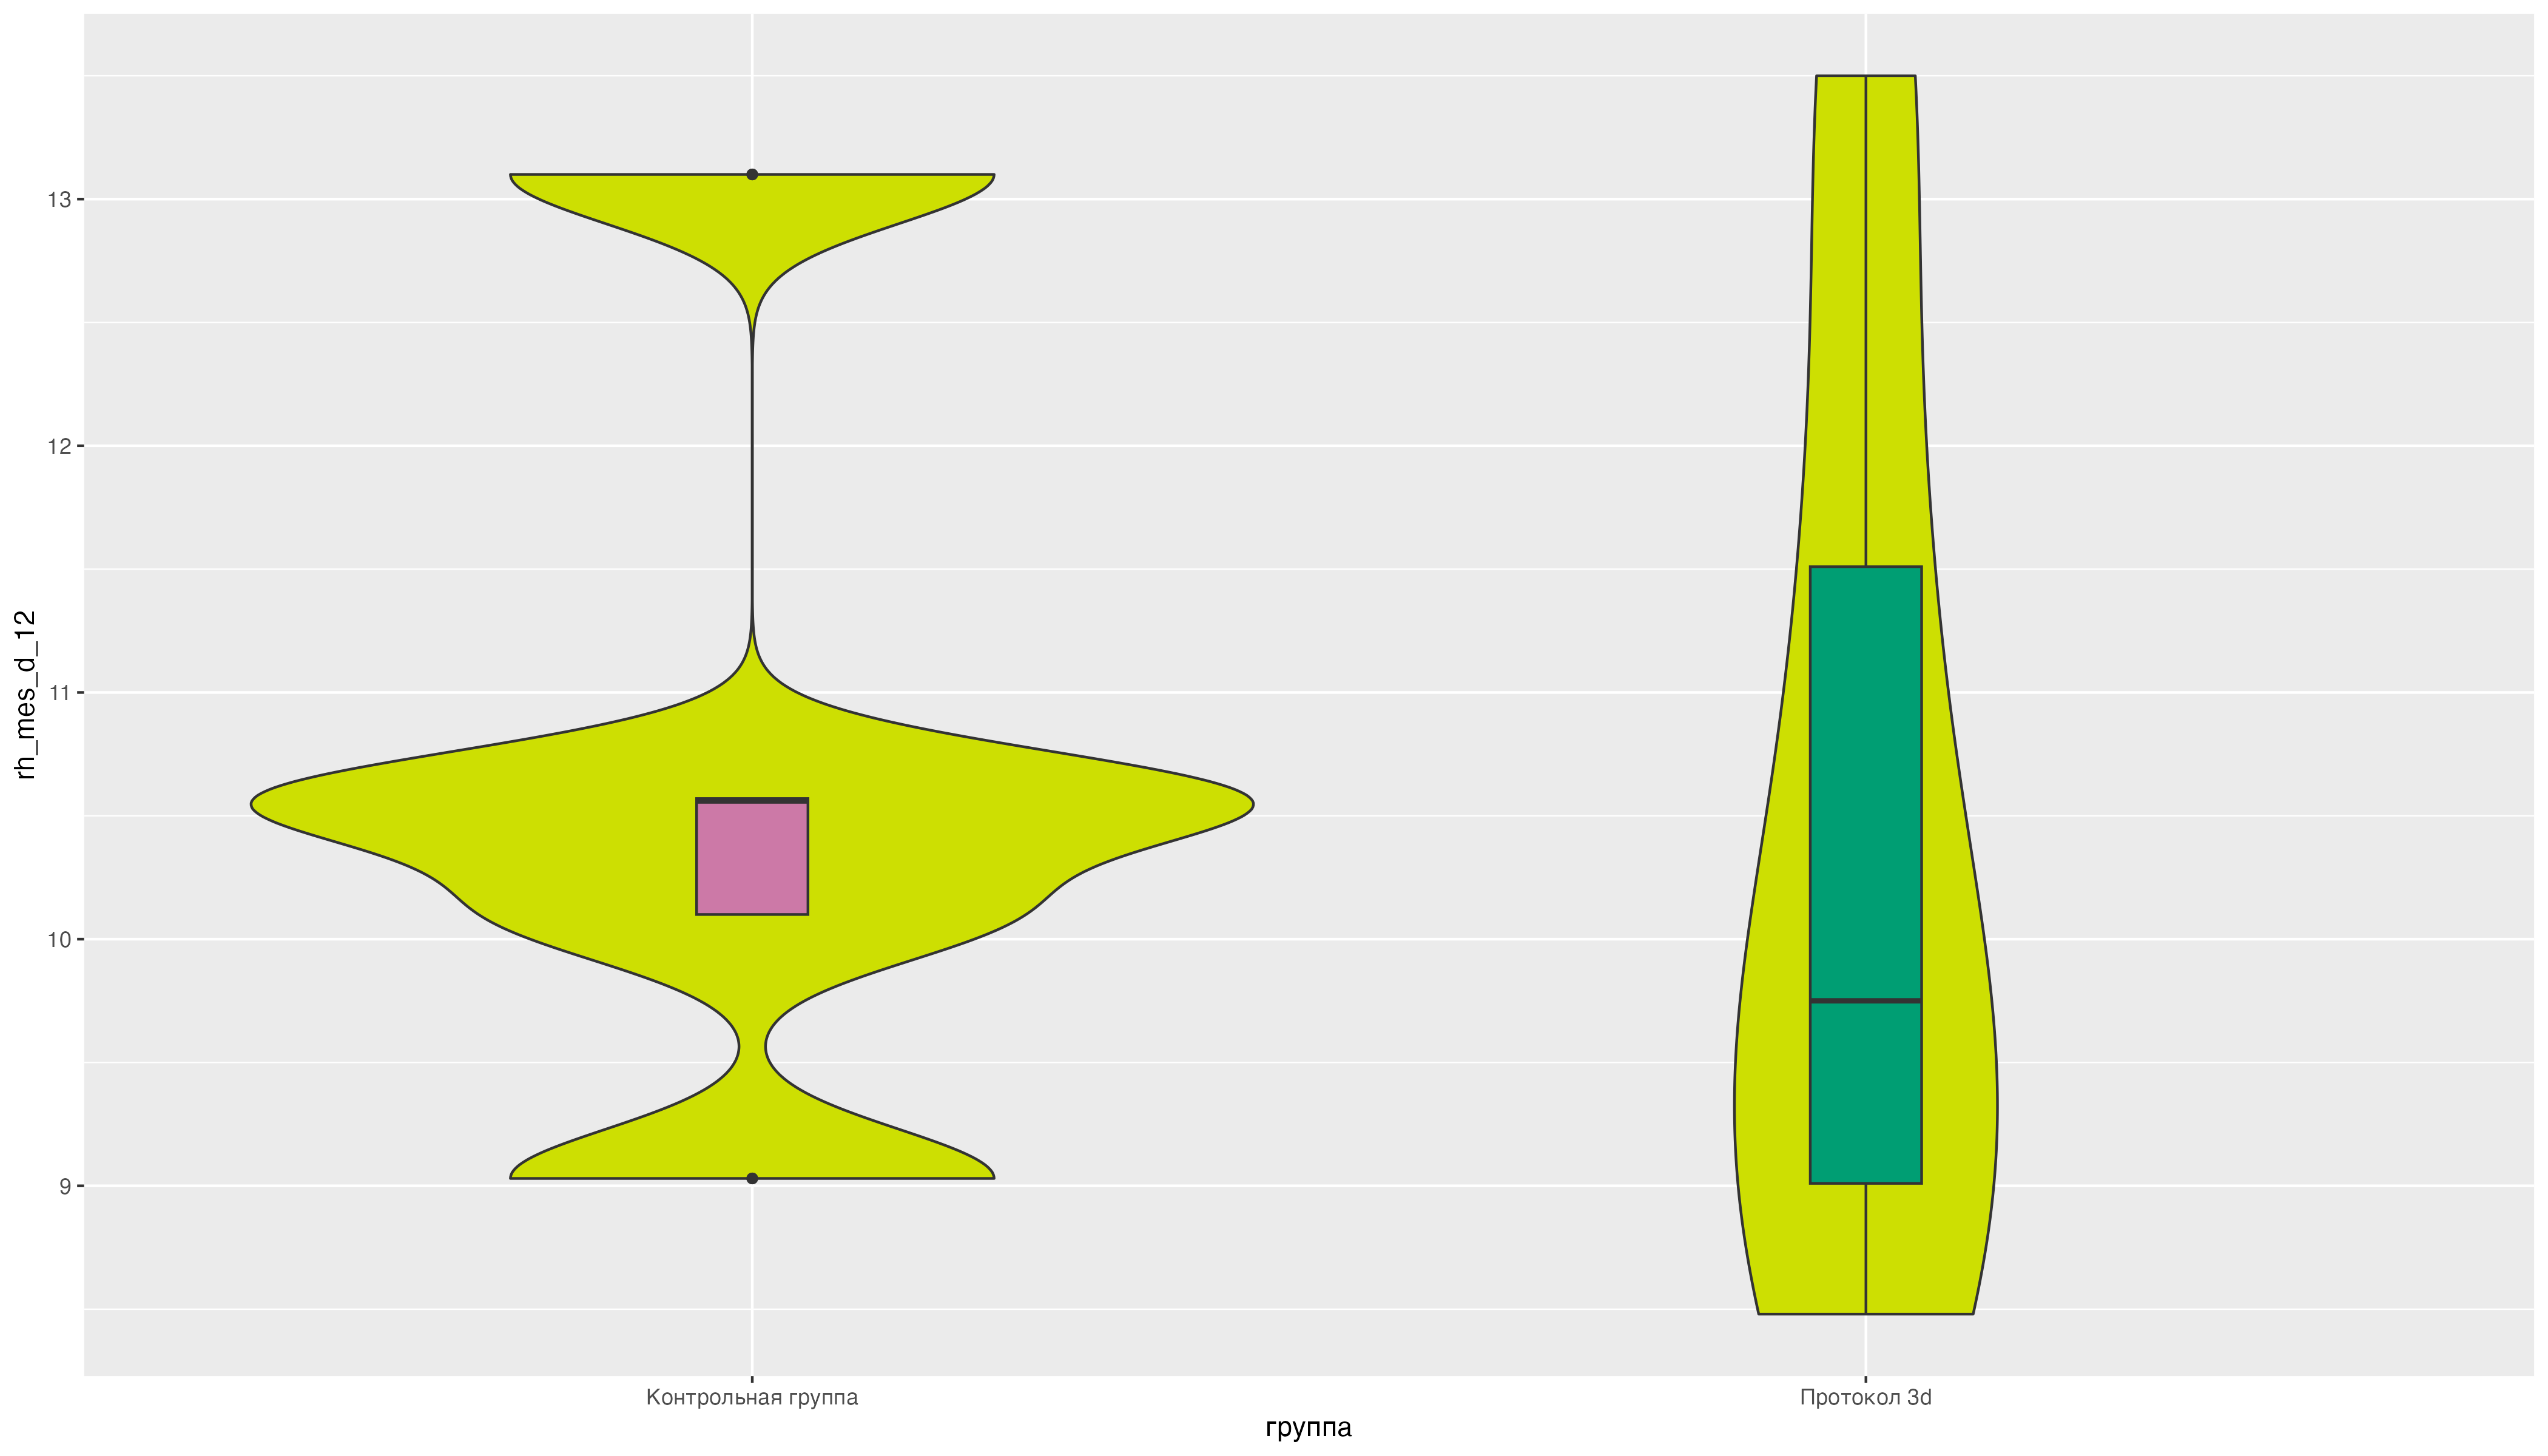 rh_mes_d_12
13
12
11
10
9
Контрольная группа
Протокол 3d
группа